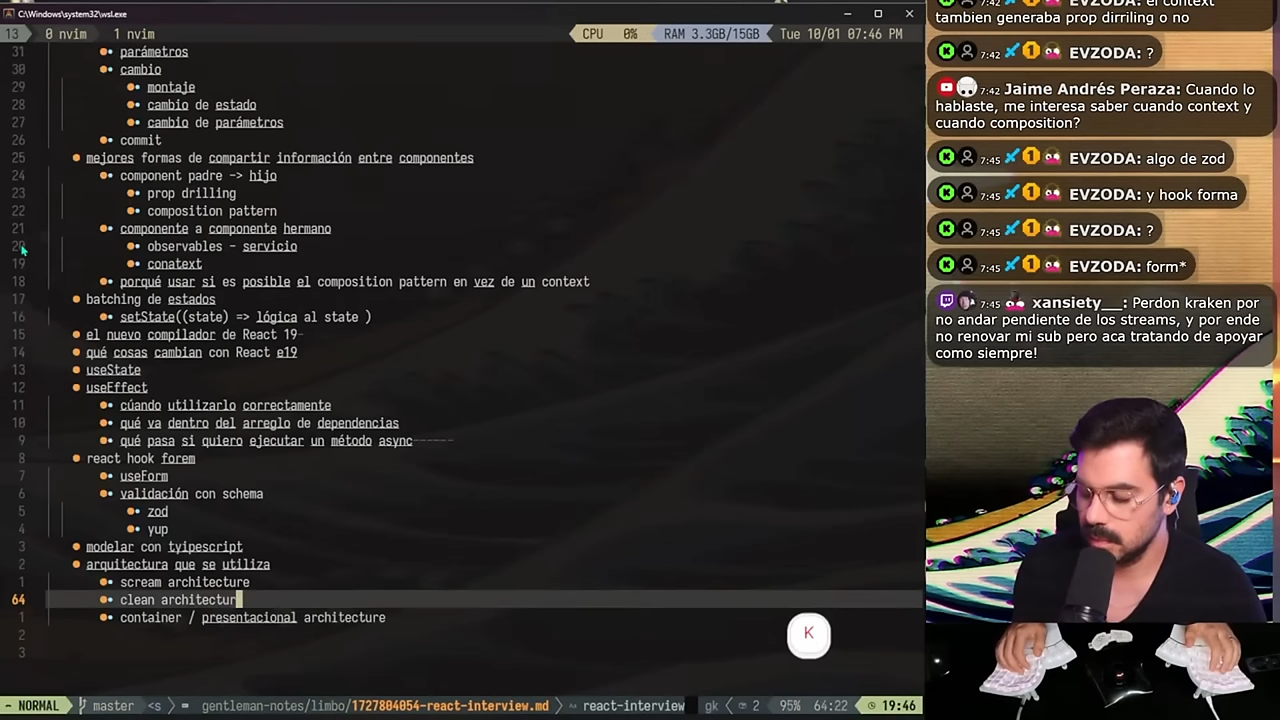 C:\Windows\system32\wsl.exe
13 0 nvim 1 nvim CPU 0% RAM 3.3GB/15GB Tue 10/01 07:46 PM
31 parámetros
30 cambio
29 montaje
28 cambio de estado
27 cambio de parámetros
26 commit
25 mejores formas de compartir información entre componentes
24 component padre -> hijo
23 prop drilling
22 composition pattern
21 componente a componente hermano
20 observables - servicio
19 conatext
18 porqué usar si es posible el composition pattern en vez de un context
17 batching de estados
16 setState((state) => lógica al state )
15 el nuevo compilador de React 19
14 qué cosas cambian con React e19
13 useState
12 useEffect
11 cúando utilizarlo correctamente
10 qué va dentro del arreglo de dependencias
9 qué pasa si quiero ejecutar un método async
8 react hook forem
7 useForm
6 validación con schema
5 zod
4 yup
3 modelar con tyipescript
2 arquitectura que se utiliza
1 scream architecture
64 clean architectur
1 container / presentacional architecture
2
3
K
~ NORMAL master <s gentleman-notes/limbo/1727804054-react-interview.md react-interview gk 2 95% 64:22 19:46
7:42 EVZODA: el context
tambien generaba prop dirriling o no
7:42 EVZODA: ?
7:42 Jaime Andrés Peraza: Cuando lo
hablaste, me interesa saber cuando context y
cuando composition?
7:45 EVZODA: algo de zod
7:45 EVZODA: y hook forma
7:45 EVZODA: ?
7:45 EVZODA: form*
7:45 xansiety__: Perdon kraken por
no andar pendiente de los streams, y por ende
no renovar mi sub pero aca tratando de apoyar
como siempre!